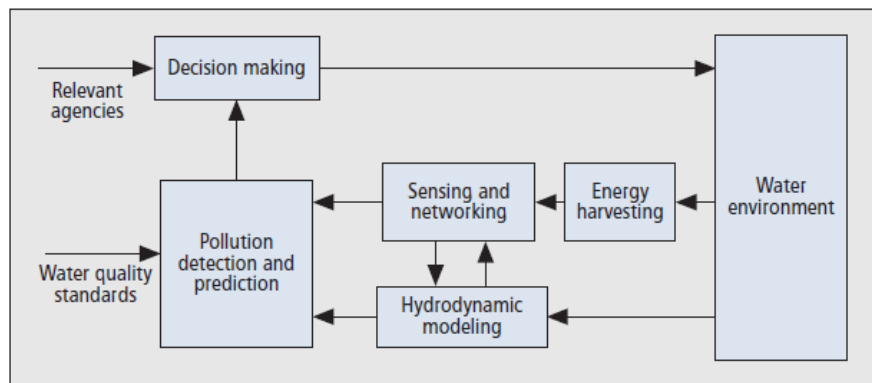 Decision making
Relevant
agencies
Sensing and
networking
Energy
harvesting
Water
environment
Pollution
detection and
prediction
Water quality
standards
Hydrodynamic
modeling